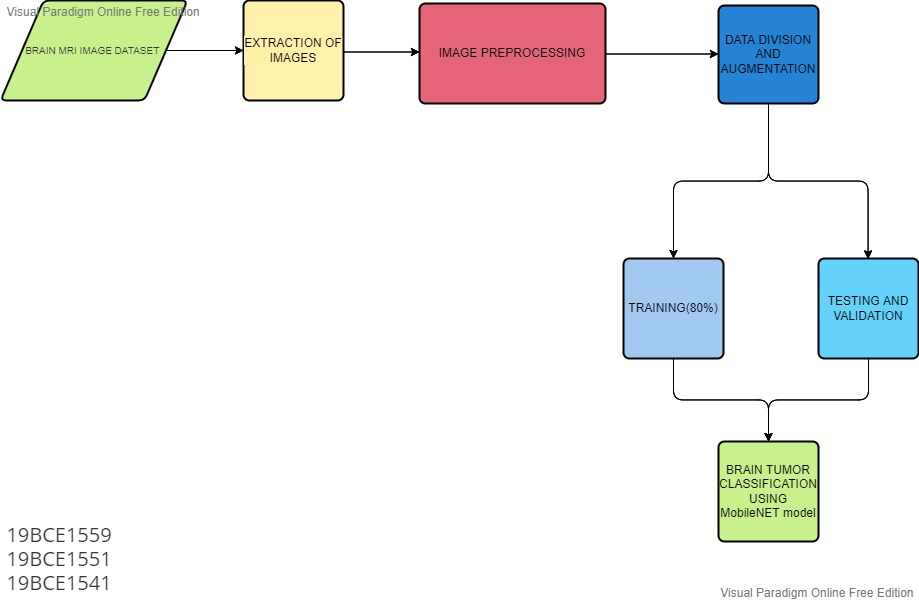 Visual Paradigm Online Free Edition
BRAIN MRI IMAGE DATASET
EXTRACTION OF
IMAGES
IMAGE PREPROCESSING
DATA DIVISION
AND
AUGMENTATION
TRAINING(80%)
TESTING AND
VALIDATION
BRAIN TUMOR
CLASSIFICATION
USING
MobileNET model
19BCE1559
19BCE1551
19BCE1541
Visual Paradigm Online Free Edition